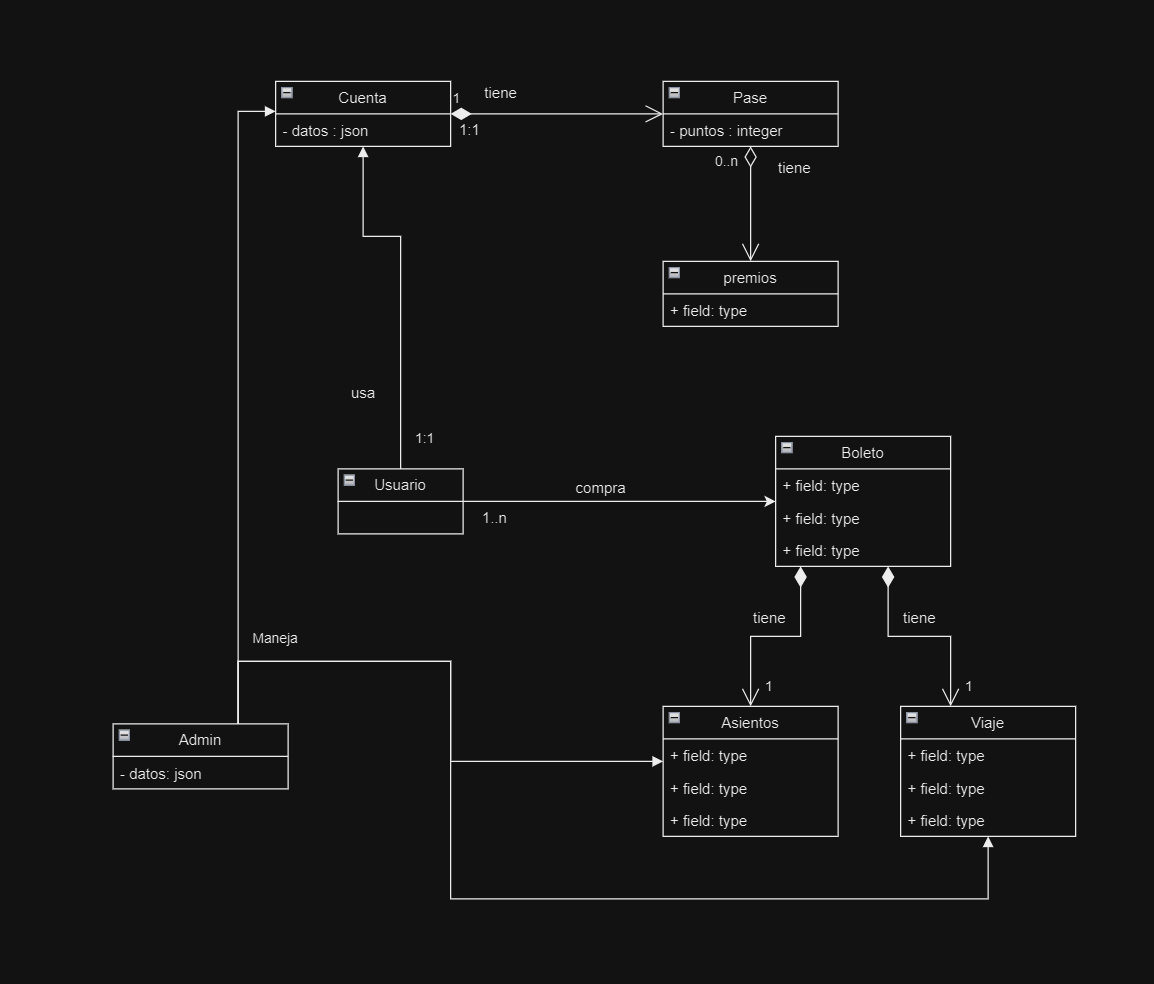 Cuenta
- datos : json
1
tiene
1:1
Pase
- puntos : integer
0..n
tiene
premios
+ field: type
usa
1:1
Usuario
compra
1..n
Boleto
+ field: type
+ field: type
+ field: type
tiene
tiene
1
1
Maneja
Admin
- datos: json
Asientos
+ field: type
+ field: type
+ field: type
Viaje
+ field: type
+ field: type
+ field: type